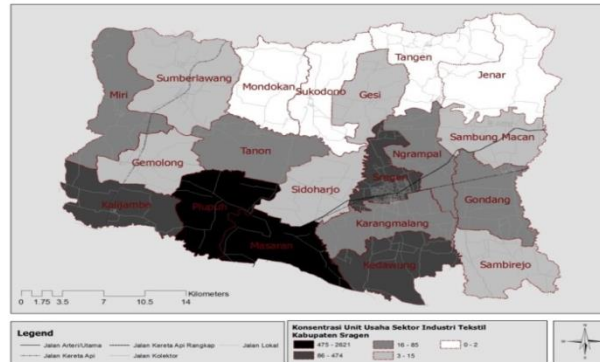 Tangen
Jenar
Sumberlawang
Mondokan
Sukodono
Gesi
Miri
Sambung Macan
Ngrampal
Tanon
Gemolong
Sragen
Sidoharjo
Gondang
Kalijambe
Plupuh
Karangmalang
Masaran
Kedawung
Sambirejo
Kilometers
0 1.75 3.5 7 10.5 14
Legend
Jalan Arteri/Utama Jalan Kereta Api Rangkap Jalan Lokal
Jalan Kereta Api Jalan Kolektor
Konsentrasi Unit Usaha Sektor Industri Tekstil
Kabupaten Sragen
475 - 2621 16 - 85 0 - 2
86 - 474 3 - 15